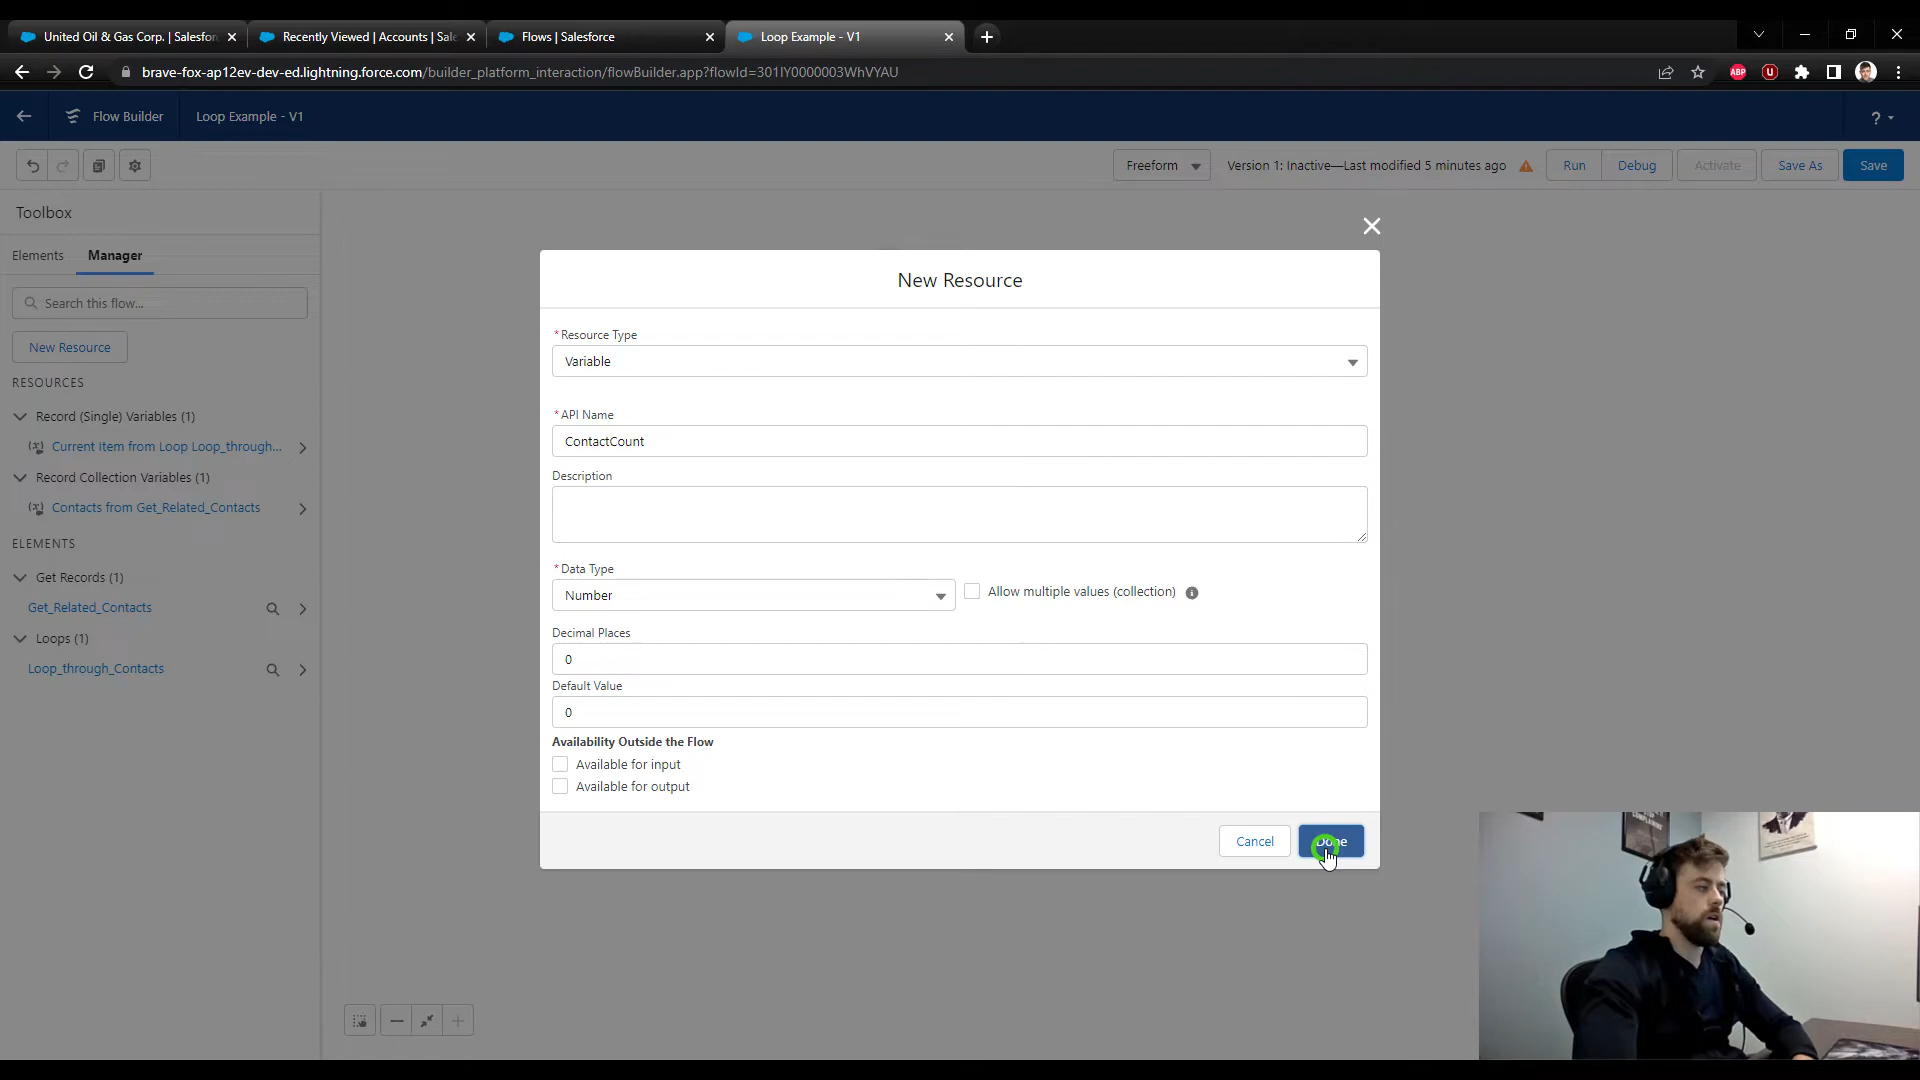 United Oil & Gas Corp. | Salesfor
Recently Viewed | Accounts | Sale
Flows | Salesforce
Loop Example - V1
brave-fox-ap12ev-dev-ed.lightning.force.com/builder_platform_interaction/flowBuilder.app?flowId=301IY0000003WhVYAU
ABP
Flow Builder
Loop Example - V1
?
Freeform
Version 1: Inactive—Last modified 5 minutes ago
Run
Debug
Activate
Save As
Save
Toolbox
Elements
Manager
Search this flow...
New Resource
RESOURCES
Record (Single) Variables (1)
Current Item from Loop Loop_through...
Record Collection Variables (1)
Contacts from Get_Related_Contacts
ELEMENTS
Get Records (1)
Get_Related_Contacts
Loops (1)
Loop_through_Contacts
New Resource
*Resource Type
Variable
*API Name
ContactCount
Description
*Data Type
Number
Allow multiple values (collection)
Decimal Places
0
Default Value
0
Availability Outside the Flow
Available for input
Available for output
Cancel
Done